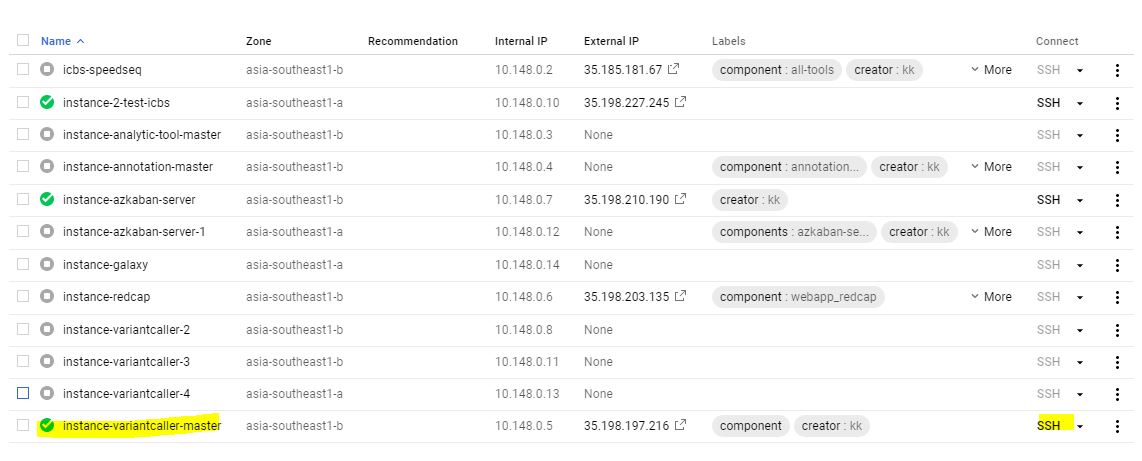 Name Zone Recommendation Internal IP External IP Labels Connect
icbs-speedseq asia-southeast1-b 10.148.0.2 35.185.181.67 component : all-tools creator : kk More SSH
instance-2-test-icbs asia-southeast1-a 10.148.0.10 35.198.227.245 SSH
instance-analytic-tool-master asia-southeast1-b 10.148.0.3 None SSH
instance-annotation-master asia-southeast1-b 10.148.0.4 None component : annotation... creator : kk More SSH
instance-azkaban-server asia-southeast1-b 10.148.0.7 35.198.210.190 creator : kk SSH
instance-azkaban-server-1 asia-southeast1-a 10.148.0.12 None components : azkaban-se... creator : kk More SSH
instance-galaxy asia-southeast1-a 10.148.0.14 None SSH
instance-redcap asia-southeast1-b 10.148.0.6 35.198.203.135 component : webapp_redcap More SSH
instance-variantcaller-2 asia-southeast1-b 10.148.0.8 None SSH
instance-variantcaller-3 asia-southeast1-b 10.148.0.11 None SSH
instance-variantcaller-4 asia-southeast1-a 10.148.0.13 None SSH
instance-variantcaller-master asia-southeast1-b 10.148.0.5 35.198.197.216 component creator : kk SSH